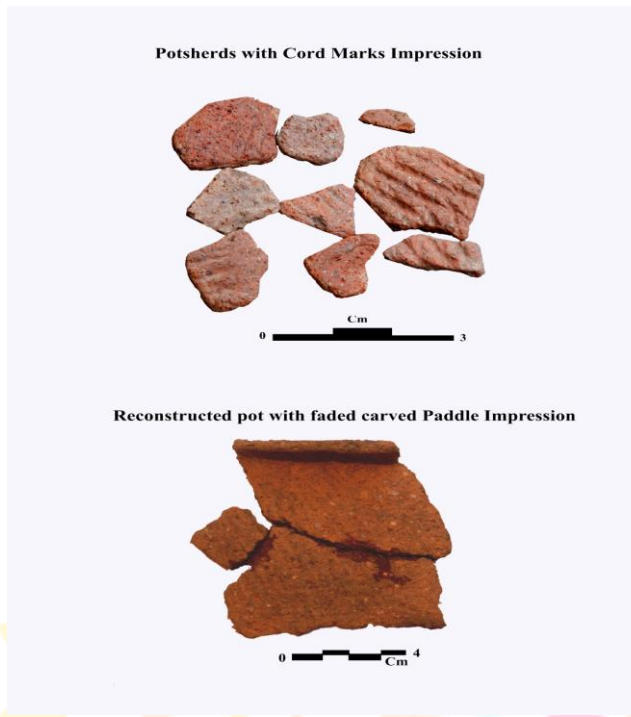 Potsherds with Cord Marks Impression
Cm
0 3
Reconstructed pot with faded carved Paddle Impression
0 4
Cm